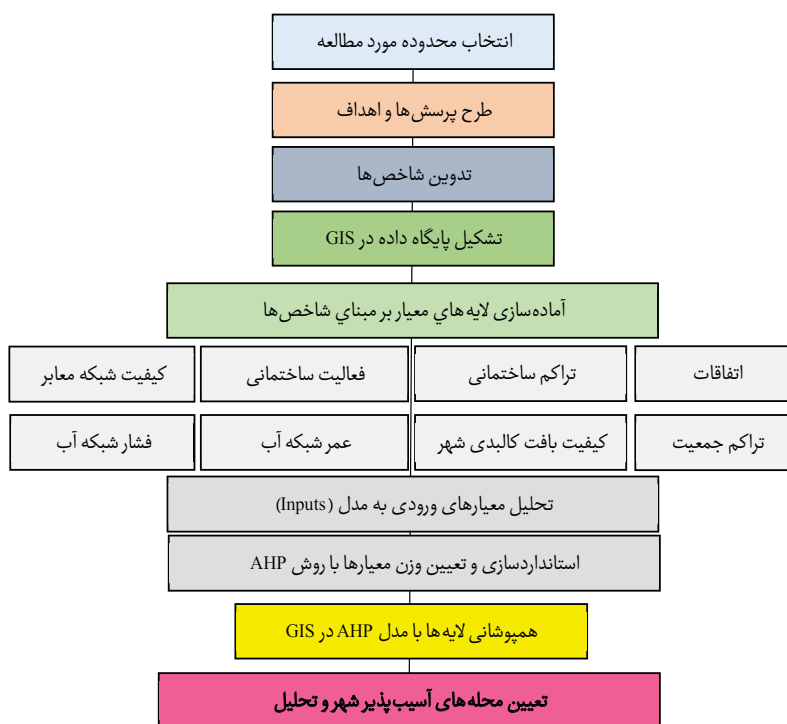 انتخاب محدوده مورد مطالعه
طرح پرسش‌ها و اهداف
تدوین شاخص‌ها
تشکیل پایگاه داده در GIS
آماده‌سازی لایه‌هاي معیار بر مبناي شاخص‌ها
اتفاقات
تراکم ساختمانی
فعالیت ساختمانی
کیفیت شبکه معابر
تراکم جمعیت
کیفیت بافت کالبدی شهر
عمر شبکه آب
فشار شبکه آب
تحلیل معیارهای ورودی به مدل (Inputs)
استانداردسازی و تعیین وزن معیارها با روش AHP
همپوشانی لایه‌ها با مدل AHP در GIS
تعیین محله‌های آسیب‌پذیر شهر و تحلیل